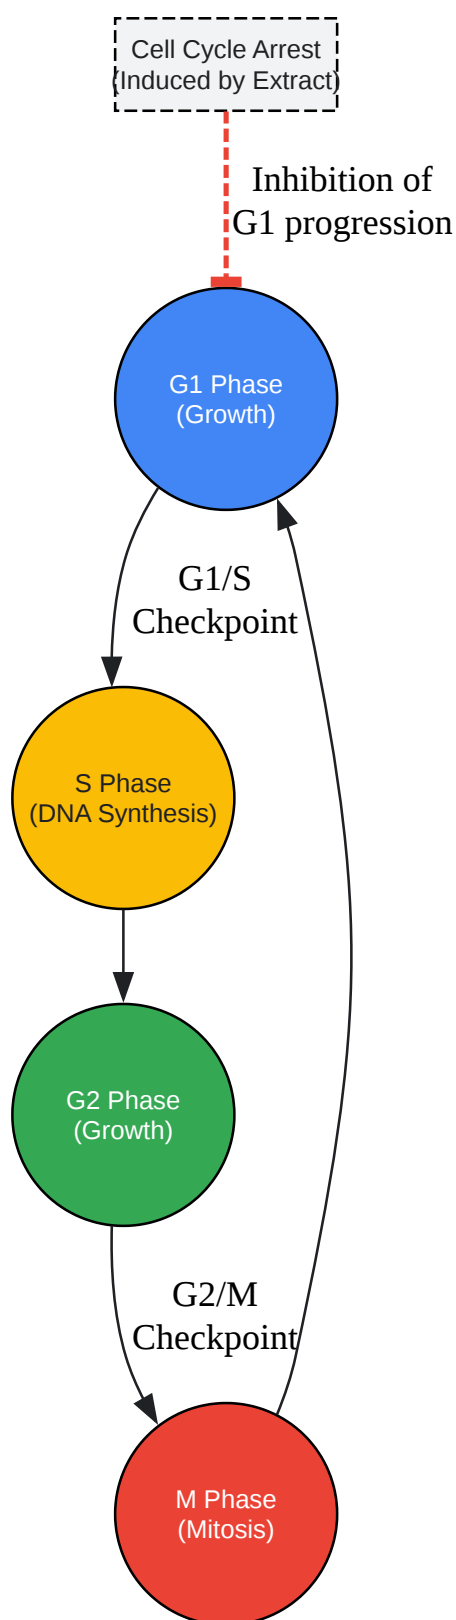 Cell Cycle Arrest
(Induced by Extract)
Inhibition of
G1 progression
G1 Phase
(Growth)
G1/S
Checkpoint
S Phase
(DNA Synthesis)
G2 Phase
(Growth)
G2/M
Checkpoint
M Phase
(Mitosis)